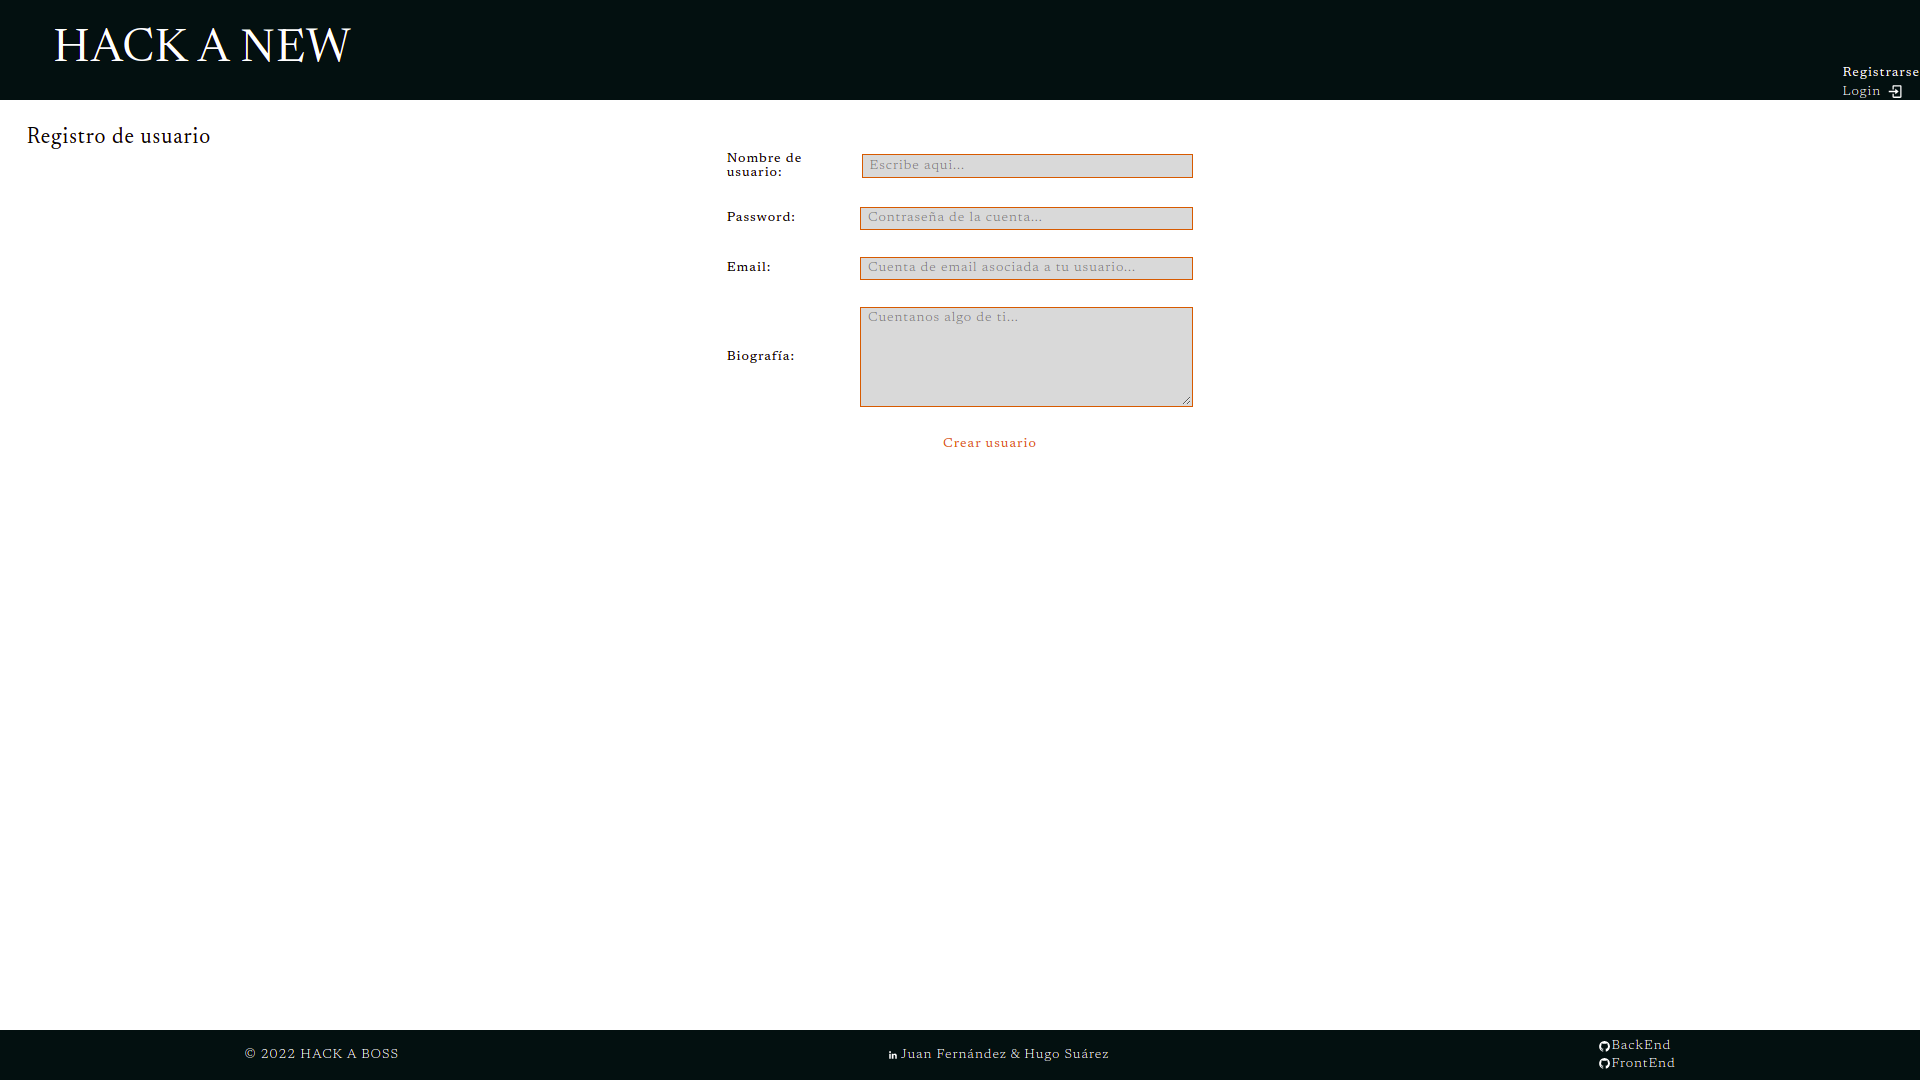 HACK A NEW
Registrarse
Login
Registro de usuario
Nombre de
usuario:
Escribe aqui...
Password:
Contraseña de la cuenta...
Email:
Cuenta de email asociada a tu usuario...
Biografía:
Cuentanos algo de ti...
Crear usuario
© 2022 HACK A BOSS
Juan Fernández & Hugo Suárez
BackEnd
FrontEnd